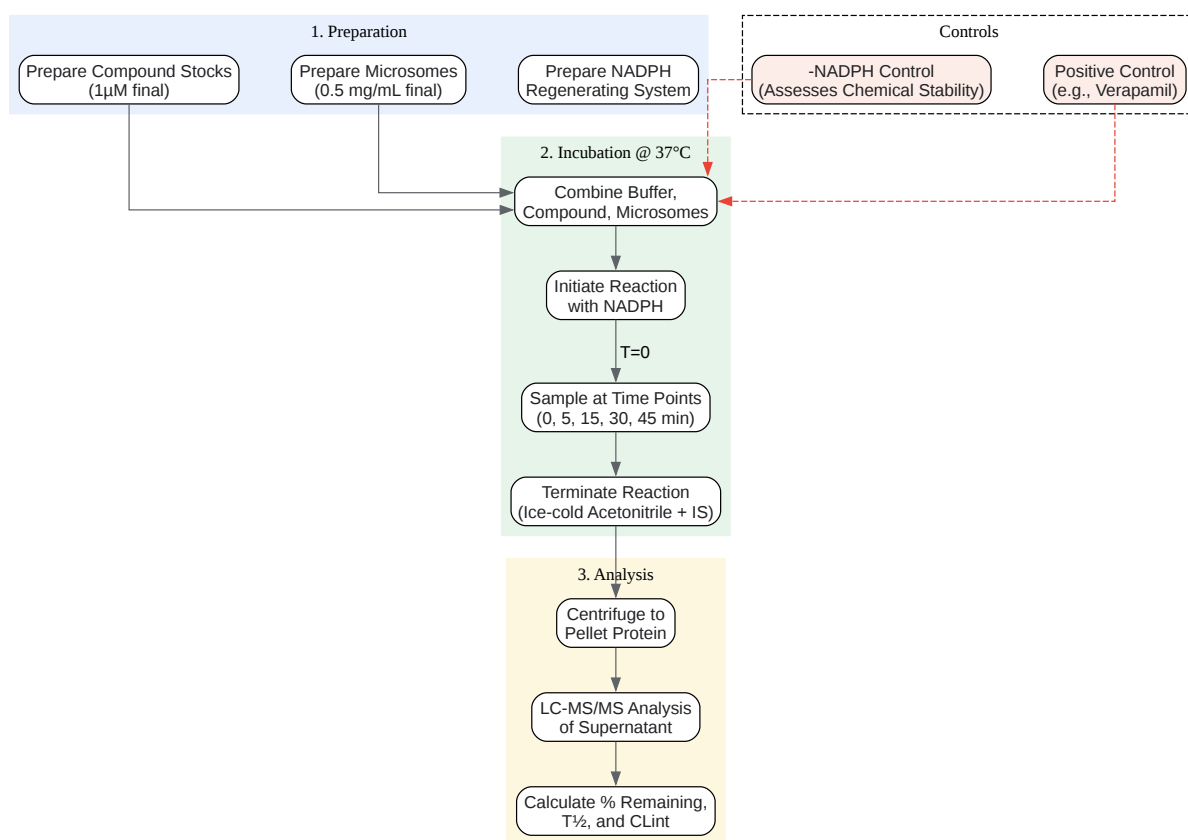 1. Preparation
Prepare Compound Stocks
(1µM final)
Prepare Microsomes
(0.5 mg/mL final)
Prepare NADPH
Regenerating System
Controls
-NADPH Control
(Assesses Chemical Stability)
Positive Control
(e.g., Verapamil)
2. Incubation @ 37°C
Combine Buffer,
Compound, Microsomes
Initiate Reaction
with NADPH
T=0
Sample at Time Points
(0, 5, 15, 30, 45 min)
Terminate Reaction
(Ice-cold Acetonitrile + IS)
3. Analysis
Centrifuge to
Pellet Protein
LC-MS/MS Analysis
of Supernatant
Calculate % Remaining,
T½, and CLint